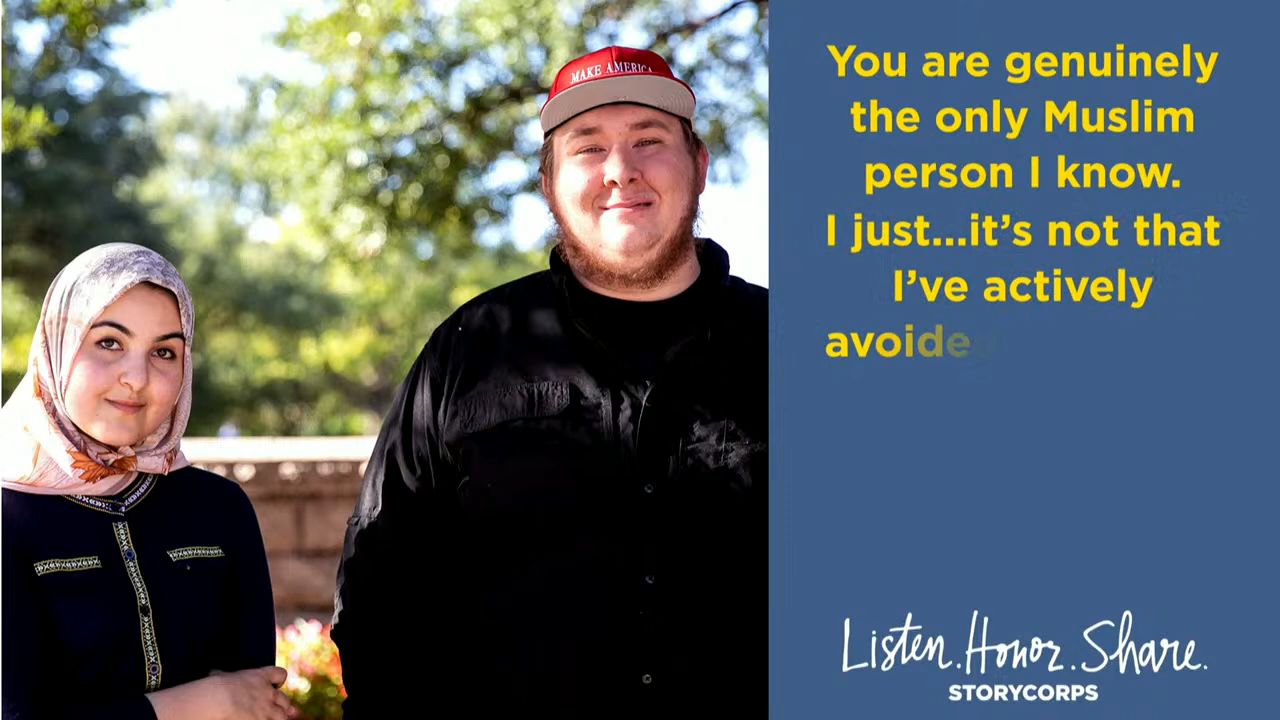 MAKE AMERICA
You are genuinely
the only Muslim
person I know.
I just...it's not that
I've actively
avoide
Listen. Honor. Share.
STORYCORPS